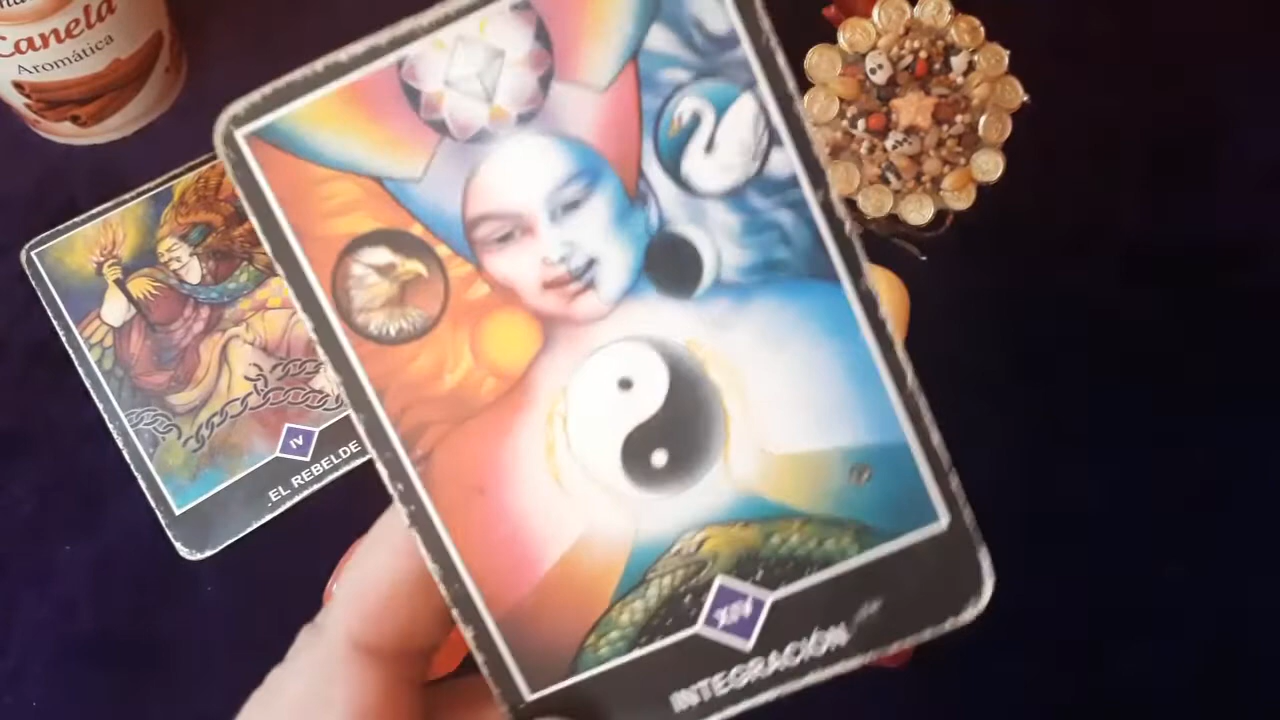 Canela
Aromática
IV
EL REBELDE
XIV
INTEGRACIÓN